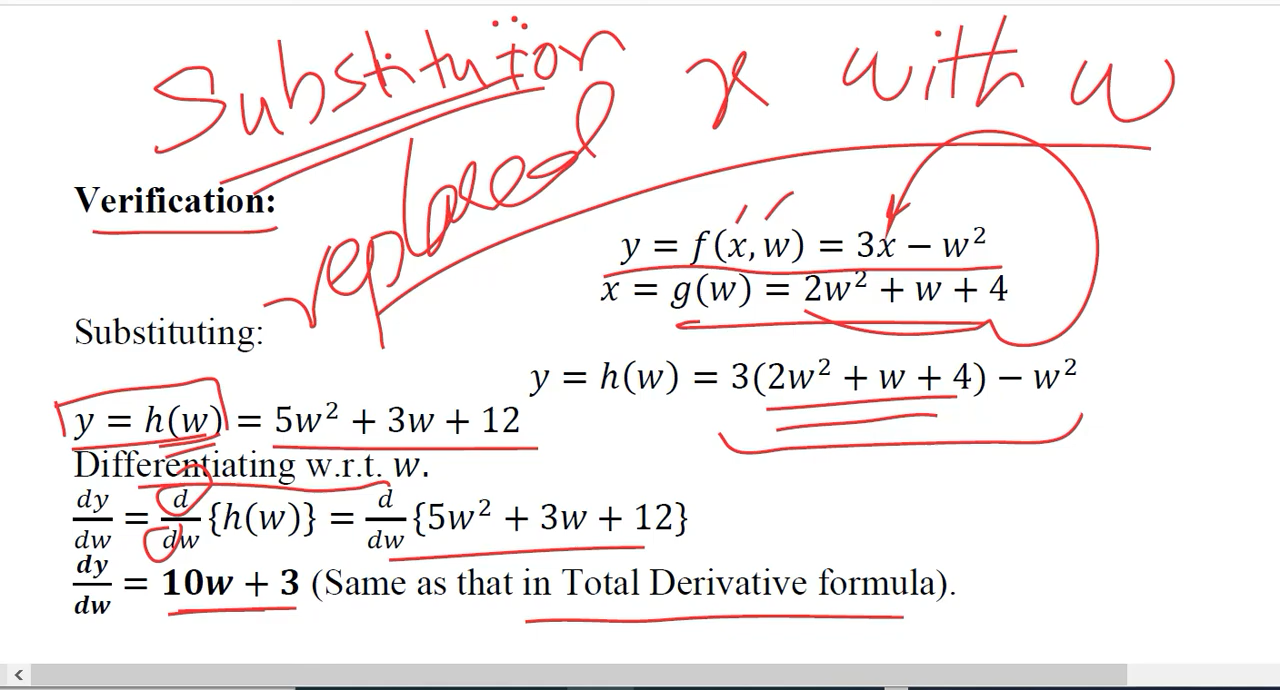 Substitution x with w
replaced
Verification:
y = f(x, w) = 3x − w²
x = g(w) = 2w² + w + 4
Substituting:
y = h(w) = 3(2w² + w + 4) − w²
y = h(w) = 5w² + 3w + 12
Differentiating w.r.t. w.
dy/dw = d/dw {h(w)} = d/dw {5w² + 3w + 12}
dy/dw = 10w + 3 (Same as that in Total Derivative formula).